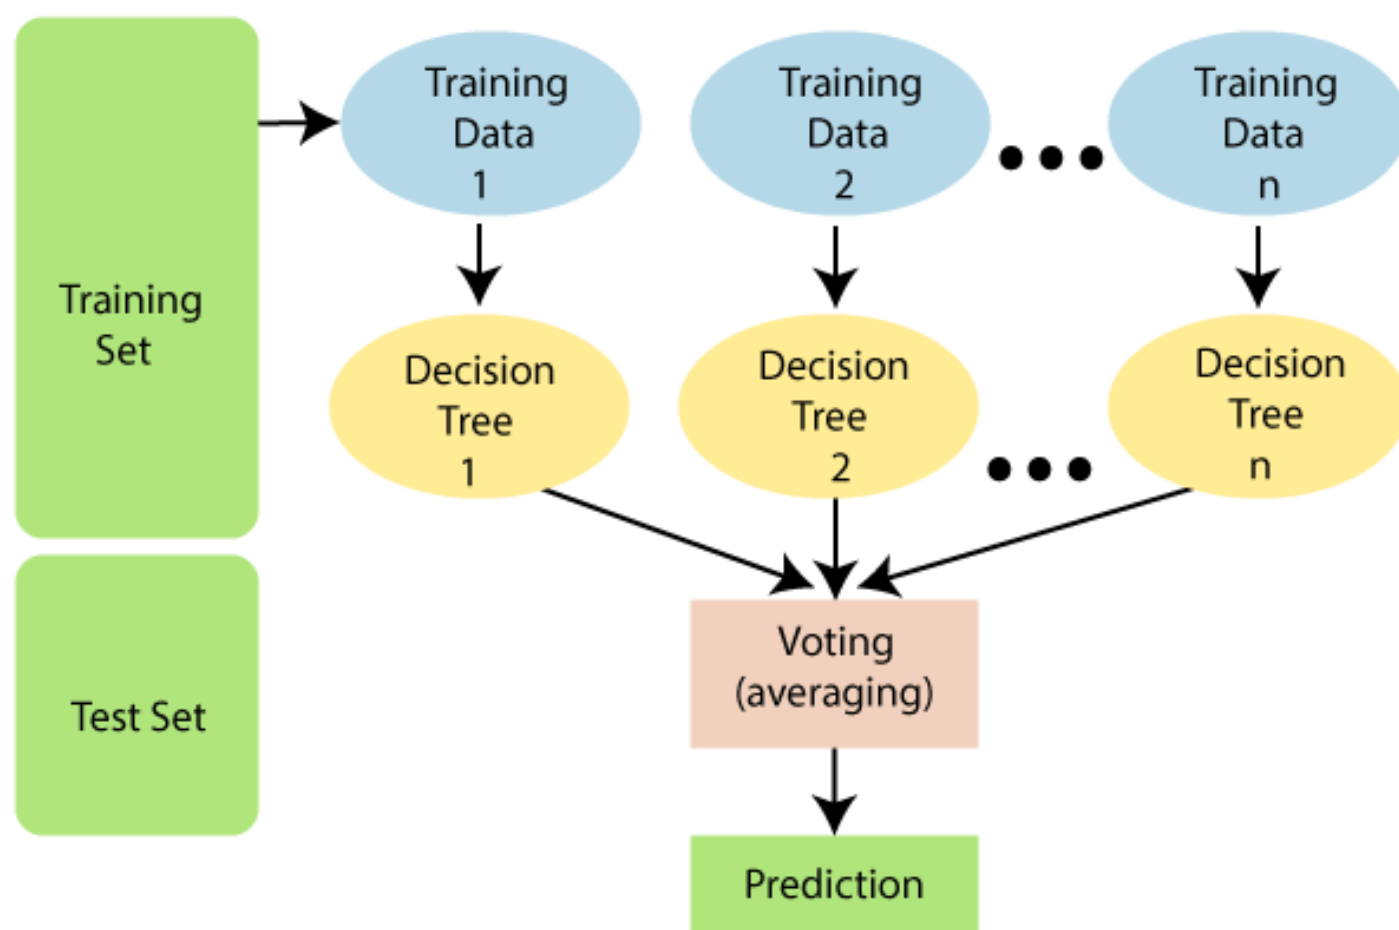 Training
Set
Test Set
Training
Data
1
Training
Data
2
Training
Data
n
Decision
Tree
1
Decision
Tree
2
Decision
Tree
n
Voting
(averaging)
Prediction